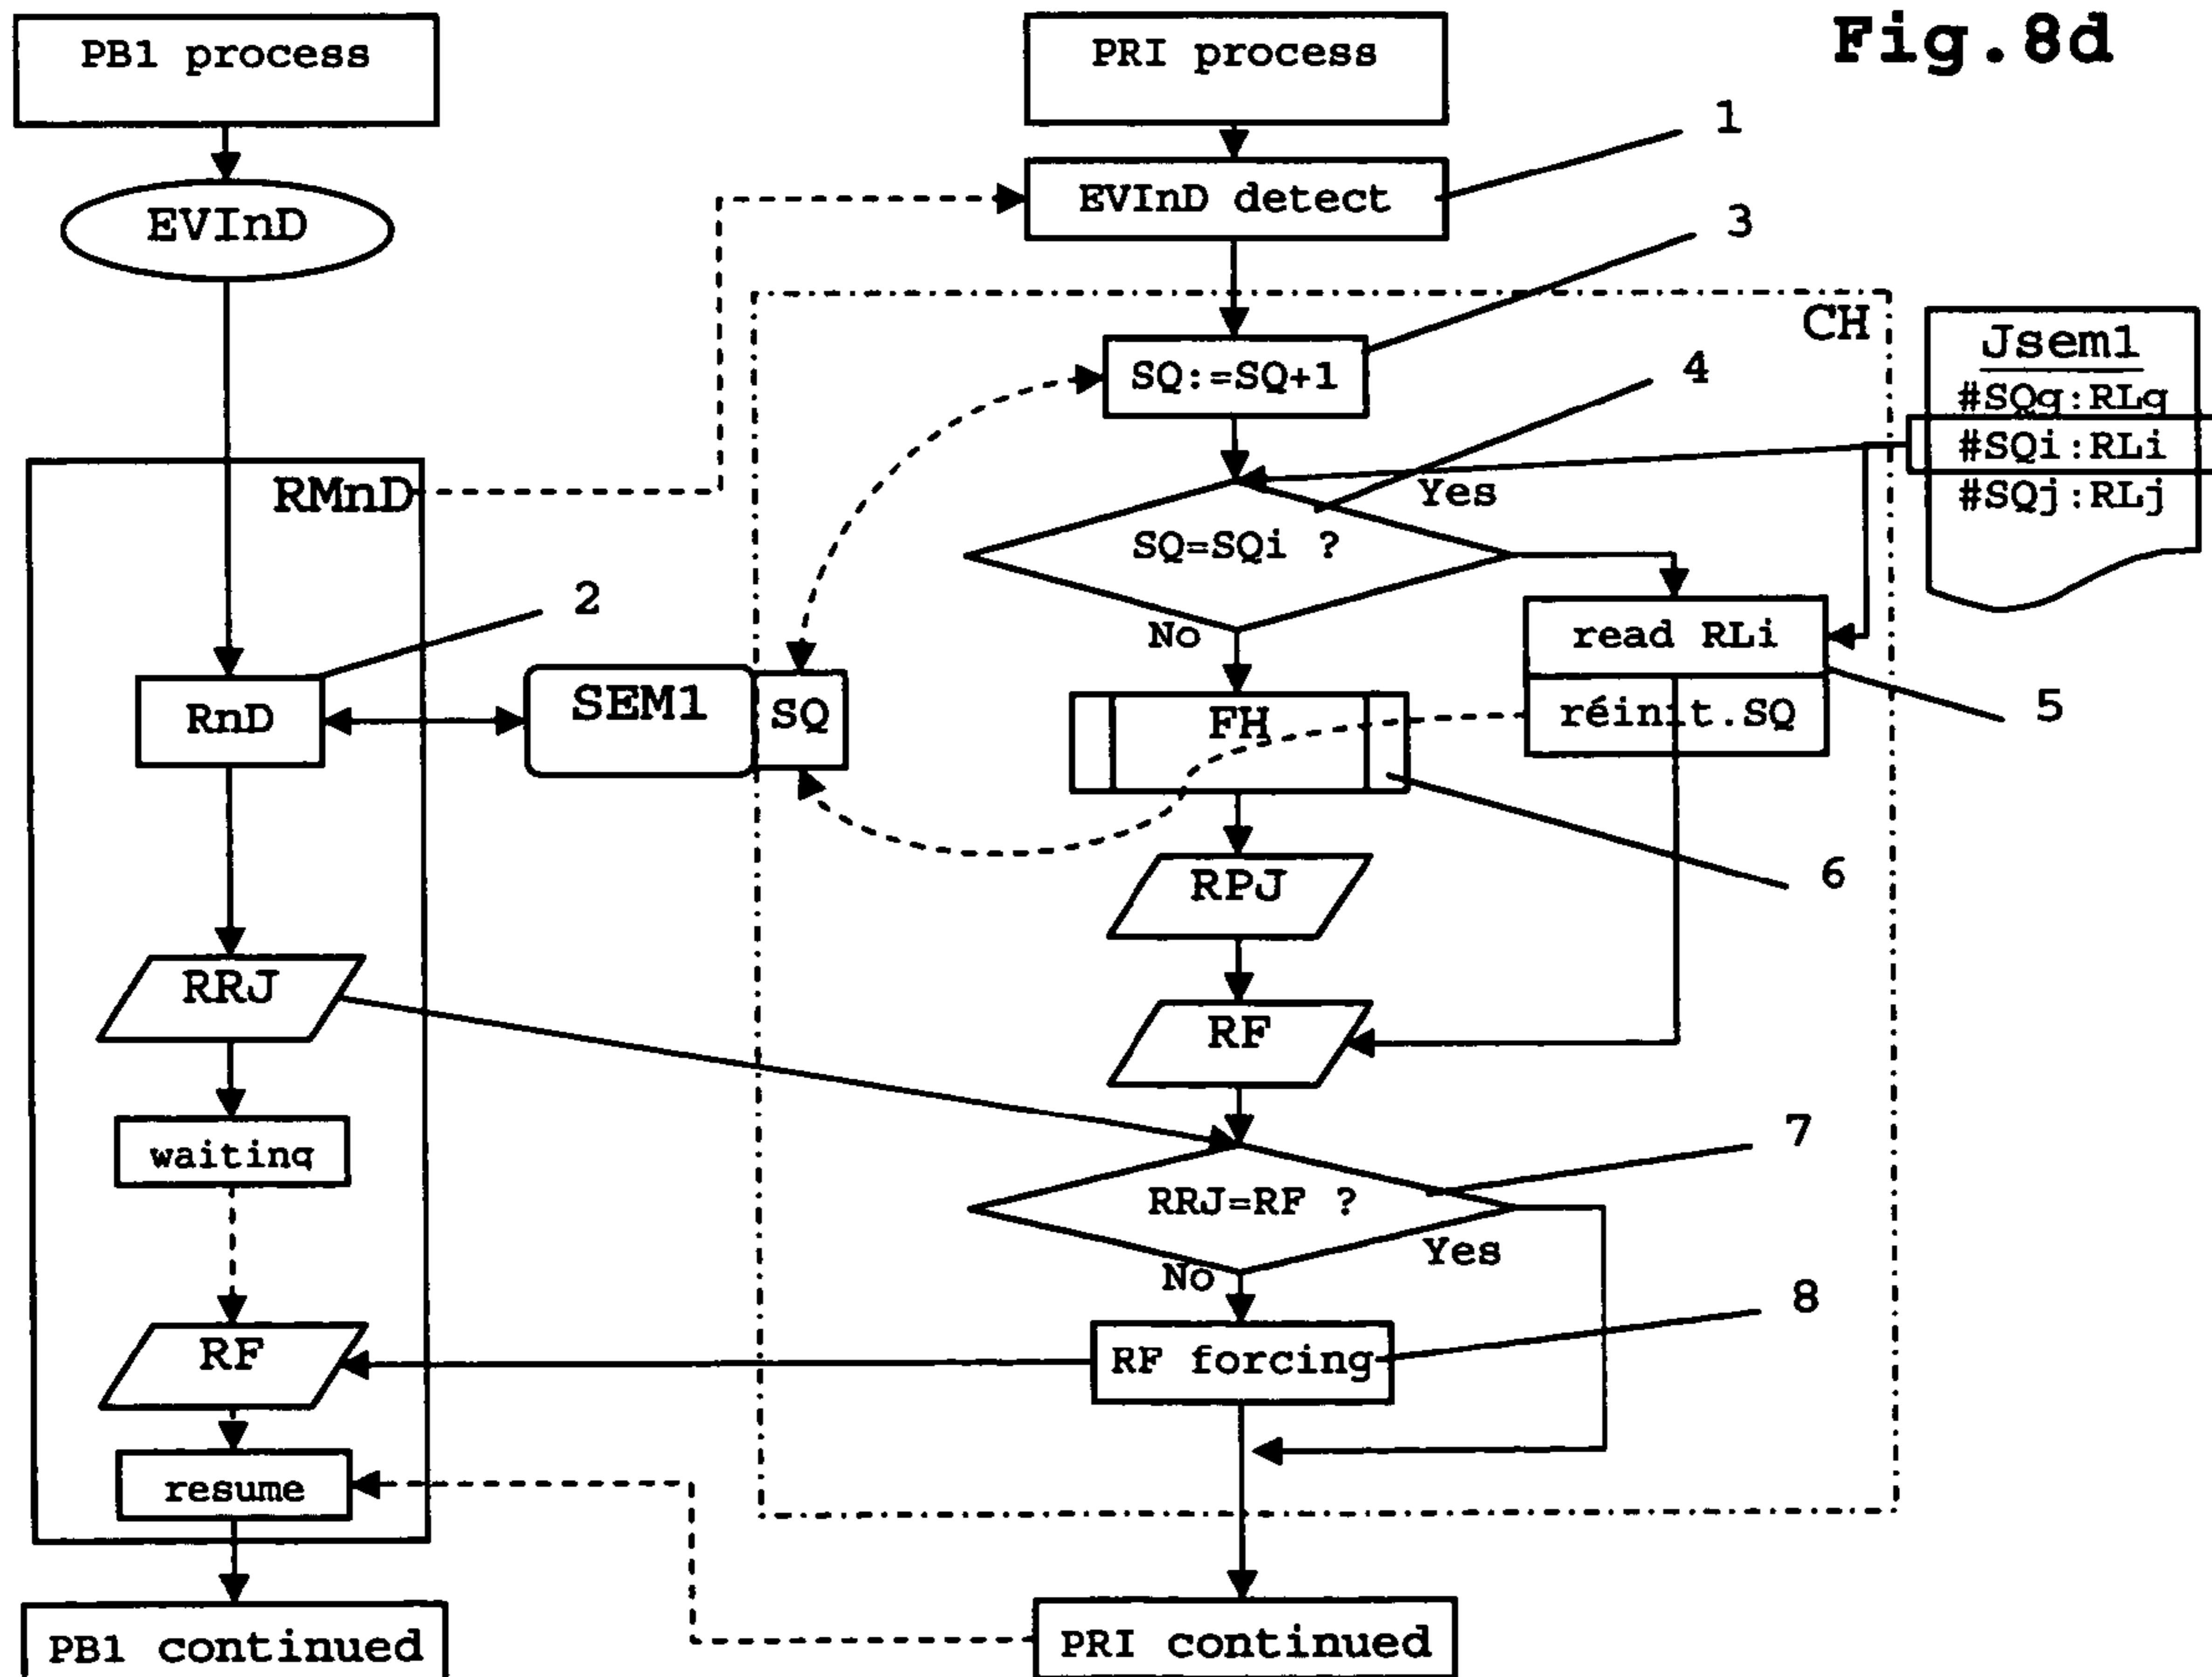 Fig.8d
PB1 process
PRI process
1
EVInD detect
EVInD
3
CH
Jsem1
SQ:=SQ+1
4
#SQg:RLg
#SQi:RLi
RMnD
Yes
#SQj:RLj
SQ=SQi ?
2
No
read RLi
RnD
SEM1
SQ
FH
réinit.SQ
5
RPJ
6
RRJ
RF
waiting
7
RRJ=RF ?
Yes
No
8
RF
RF forcing
resume
PB1 continued
PRI continued